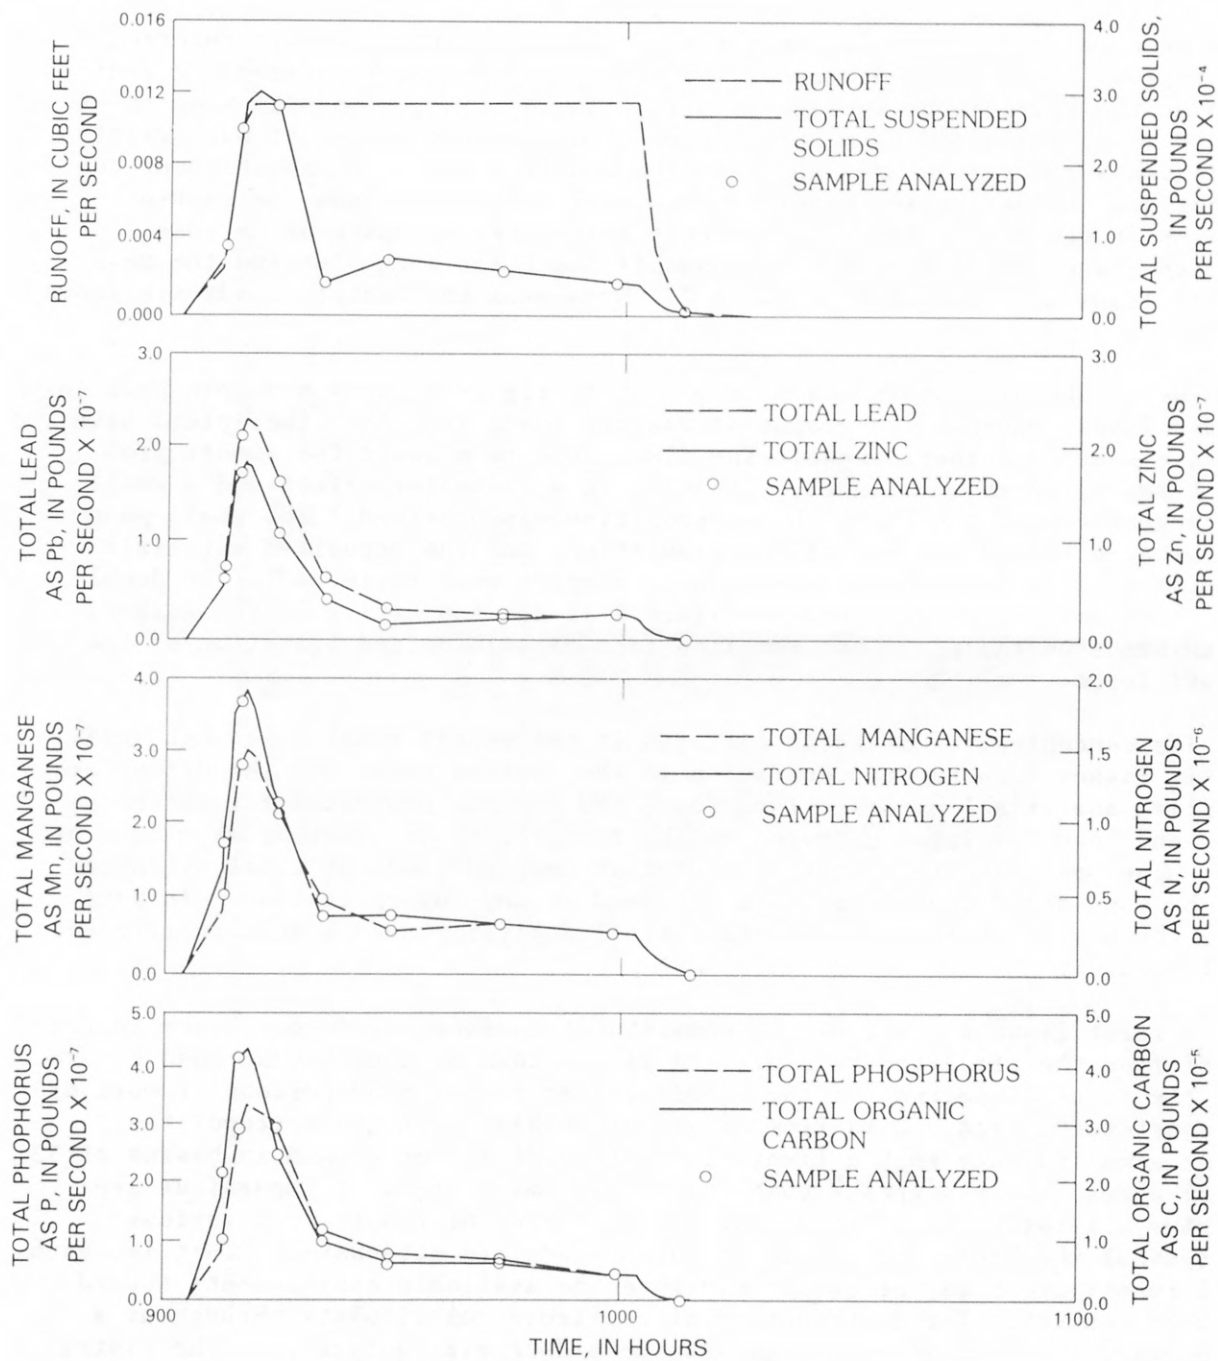 RUNOFF, IN CUBIC FEET
PER SECOND
0.016
0.012
0.008
0.004
0.000
RUNOFF
TOTAL SUSPENDED
SOLIDS
SAMPLE ANALYZED
4.0
3.0
2.0
1.0
0.0
TOTAL SUSPENDED SOLIDS,
IN POUNDS
PER SECOND X 10⁻⁴
TOTAL LEAD
AS Pb, IN POUNDS
PER SECOND X 10⁻⁷
3.0
2.0
1.0
0.0
TOTAL LEAD
TOTAL ZINC
SAMPLE ANALYZED
3.0
2.0
1.0
0.0
TOTAL ZINC
AS Zn, IN POUNDS
PER SECOND X 10⁻⁷
TOTAL MANGANESE
AS Mn, IN POUNDS
PER SECOND X 10⁻⁷
4.0
3.0
2.0
1.0
0.0
TOTAL MANGANESE
TOTAL NITROGEN
SAMPLE ANALYZED
2.0
1.5
1.0
0.5
0.0
TOTAL NITROGEN
AS N, IN POUNDS
PER SECOND X 10⁻⁶
TOTAL PHOPHORUS
AS P, IN POUNDS
PER SECOND X 10⁻⁷
5.0
4.0
3.0
2.0
1.0
0.0
TOTAL PHOSPHORUS
TOTAL ORGANIC
CARBON
SAMPLE ANALYZED
5.0
4.0
3.0
2.0
1.0
0.0
TOTAL ORGANIC CARBON
AS C, IN POUNDS
PER SECOND X 10⁻⁵
900
1000
1100
TIME, IN HOURS